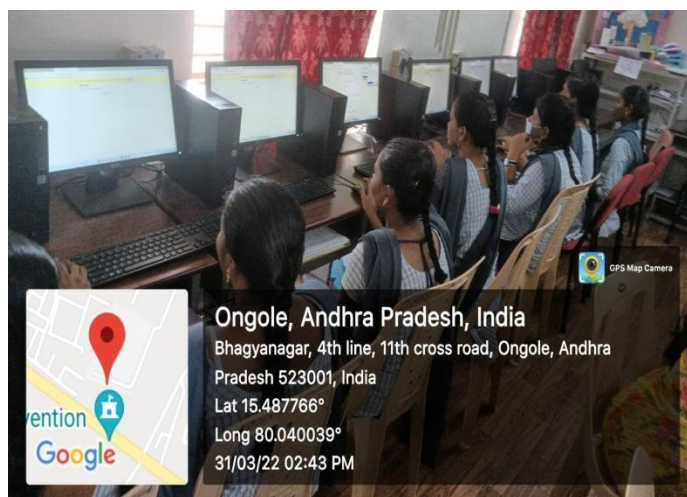 GPS Map Camera
Ongole, Andhra Pradesh, India
Bhagyanagar, 4th line, 11th cross road, Ongole, Andhra
Pradesh 523001, India
Lat 15.487766°
Long 80.040039°
31/03/22 02:43 PM
vention
Google